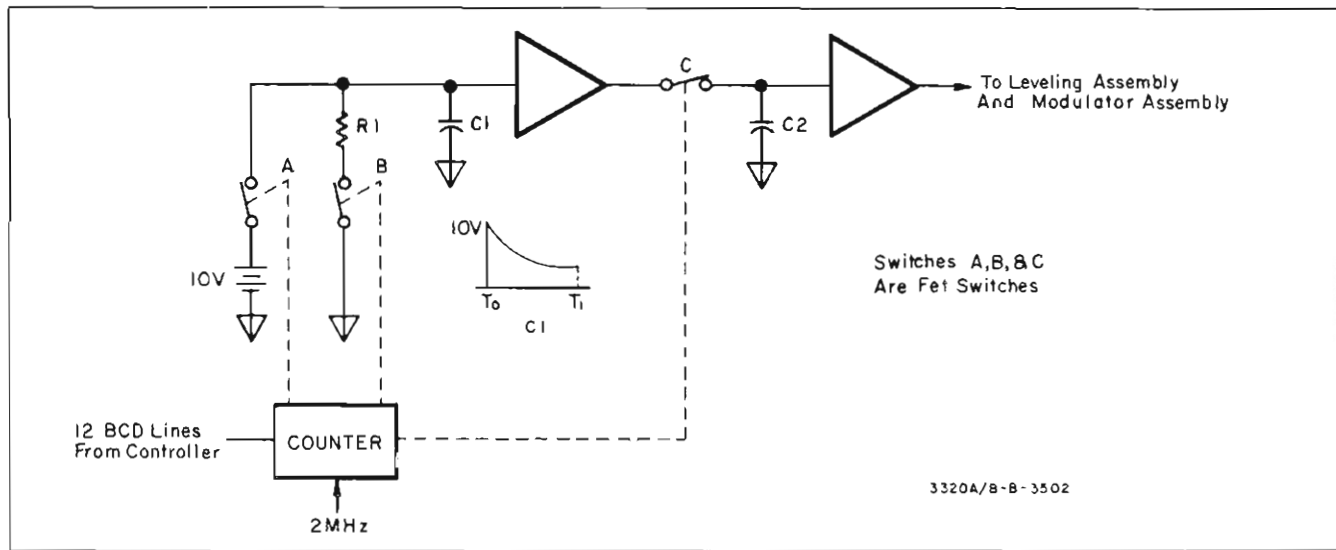 C
To Leveling Assembly
And Modulator Assembly
R1
C1
C2
A
B
10V
10V
T0
T1
C1
Switches A,B,&C
Are Fet Switches
12 BCD Lines
From Controller
COUNTER
2MHz
3320A/B-B-3502